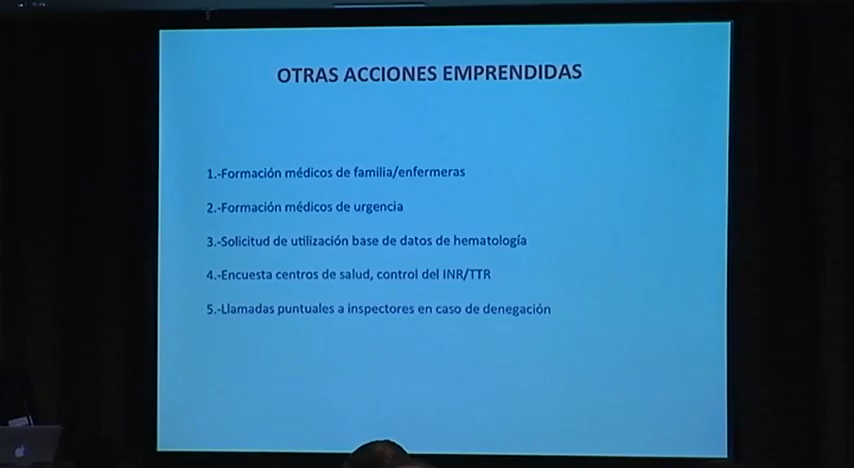 OTRAS ACCIONES EMPRENDIDAS
1.-Formación médicos de familia/enfermeras
2.-Formación médicos de urgencia
3.-Solicitud de utilización base de datos de hematología
4.-Encuesta centros de salud, control del INR/TTR
5.-Llamadas puntuales a inspectores en caso de denegación